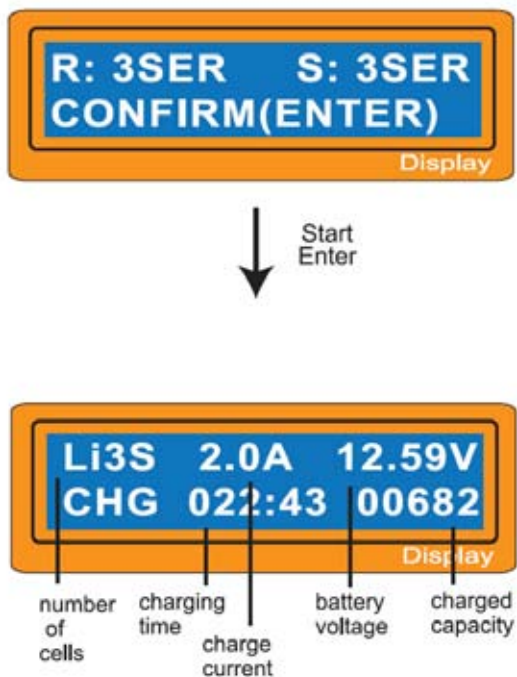 R: 3SER S: 3SER
CONFIRM(ENTER)
Display
Start
Enter
Li3S 2.0A 12.59V
CHG 022:43 00682
Display
number
of
cells
charging
time
charge
current
battery
voltage
charged
capacity